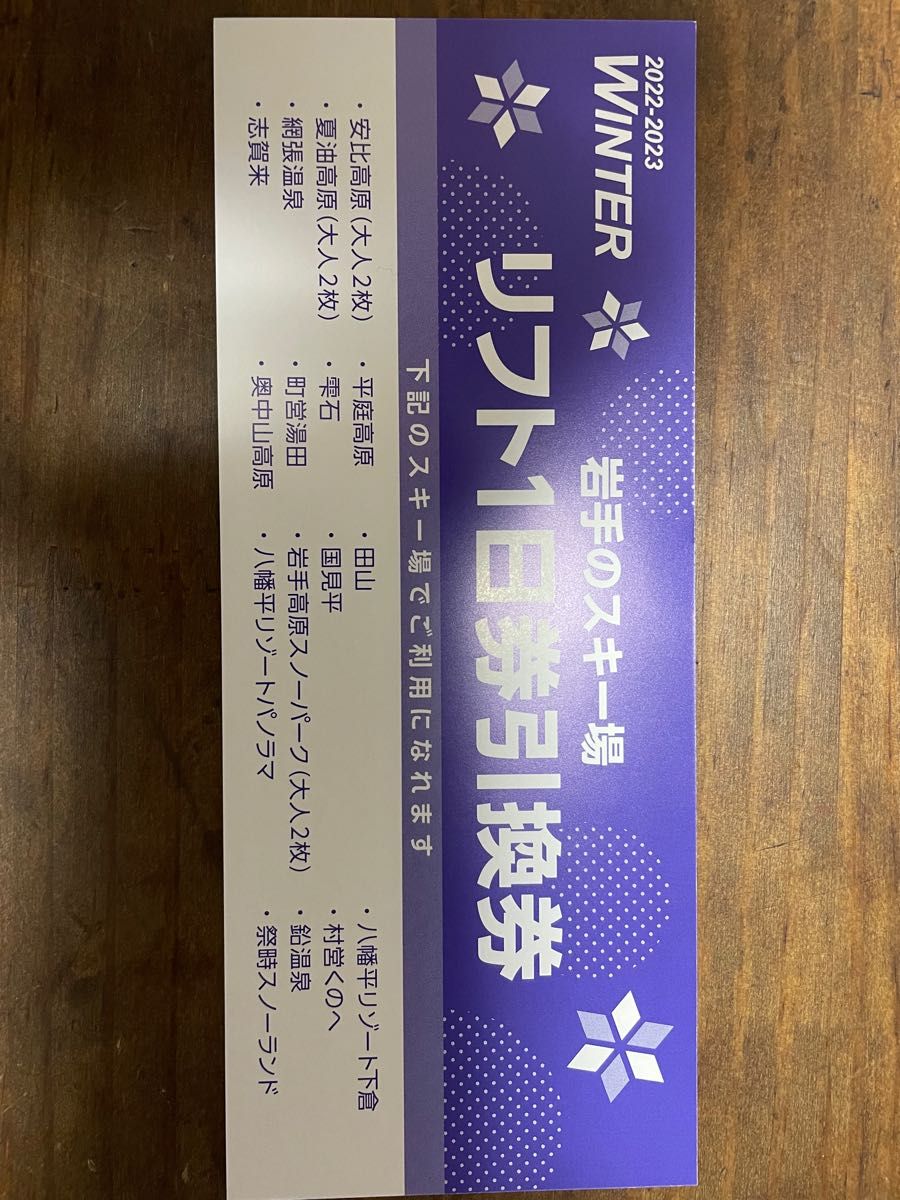 2022-2023
WINTER
岩手のスキー場
リフト1日券引換券
下記のスキー場でご利用になれます
・安比高原(大人2枚)
・夏油高原(大人2枚)
・網張温泉
・志賀来
・平庭高原
・雫石
・町営湯田
・奥中山高原
・田山
・国見平
・岩手高原スノーパーク(大人2枚)
・八幡平リゾートパノラマ
・八幡平リゾート下倉
・村営くのへ
・鉛温泉
・祭畤スノーランド